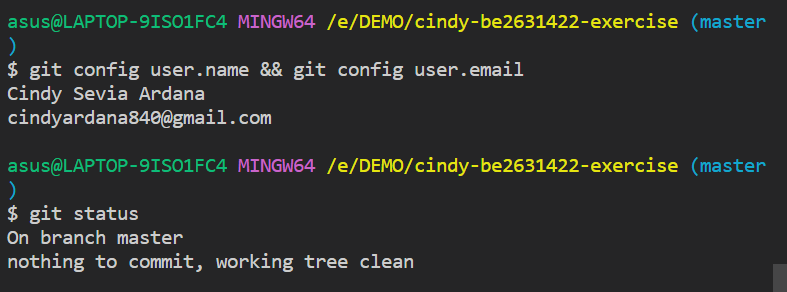 asus@LAPTOP-9ISO1FC4 MINGW64 /e/DEMO/cindy-be2631422-exercise (master
)
$ git config user.name && git config user.email
Cindy Sevia Ardana
cindyardana840@gmail.com
asus@LAPTOP-9ISO1FC4 MINGW64 /e/DEMO/cindy-be2631422-exercise (master
)
$ git status
On branch master
nothing to commit, working tree clean